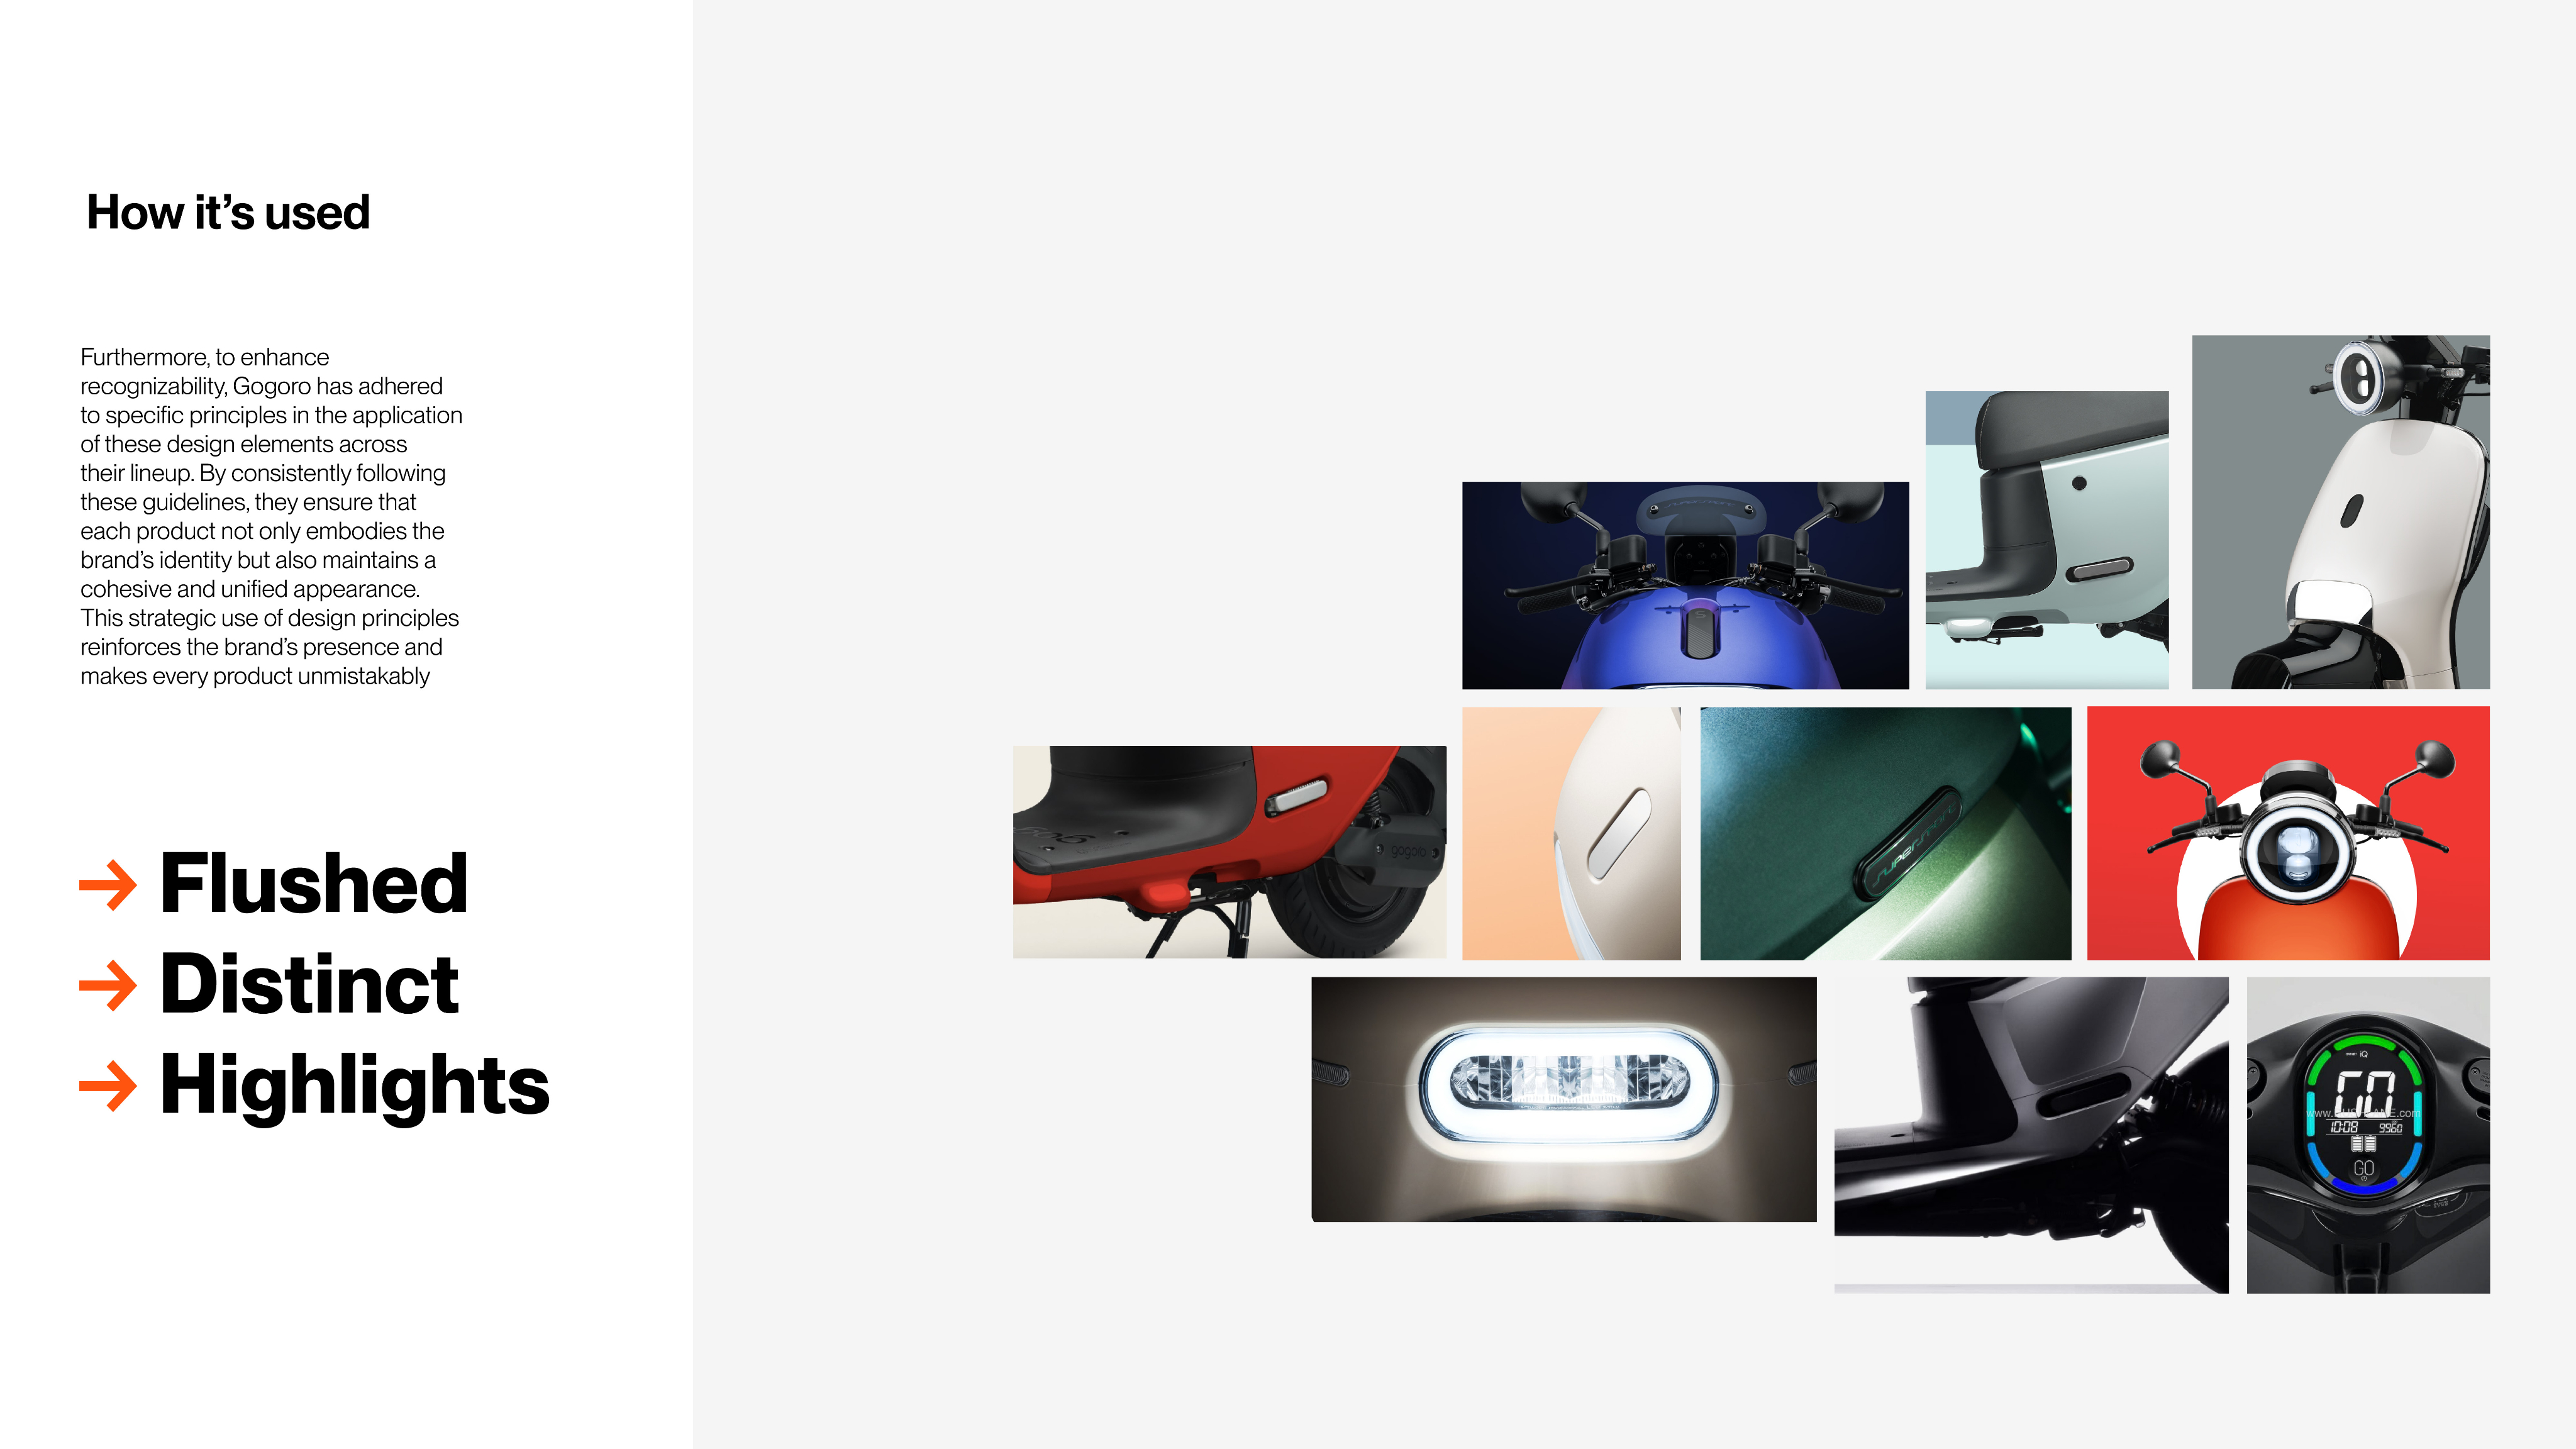 How it’s used
Furthermore, to enhance
recognizability, Gogoro has adhered
to specific principles in the application
of these design elements across
their lineup. By consistently following
these guidelines, they ensure that
each product not only embodies the
brand’s identity but also maintains a
cohesive and unified appearance.
This strategic use of design principles
reinforces the brand’s presence and
makes every product unmistakably
→ Flushed
→ Distinct
→ Highlights
S
gogoro
SUPERSMART
iQ
GO
10:08 9960
GO